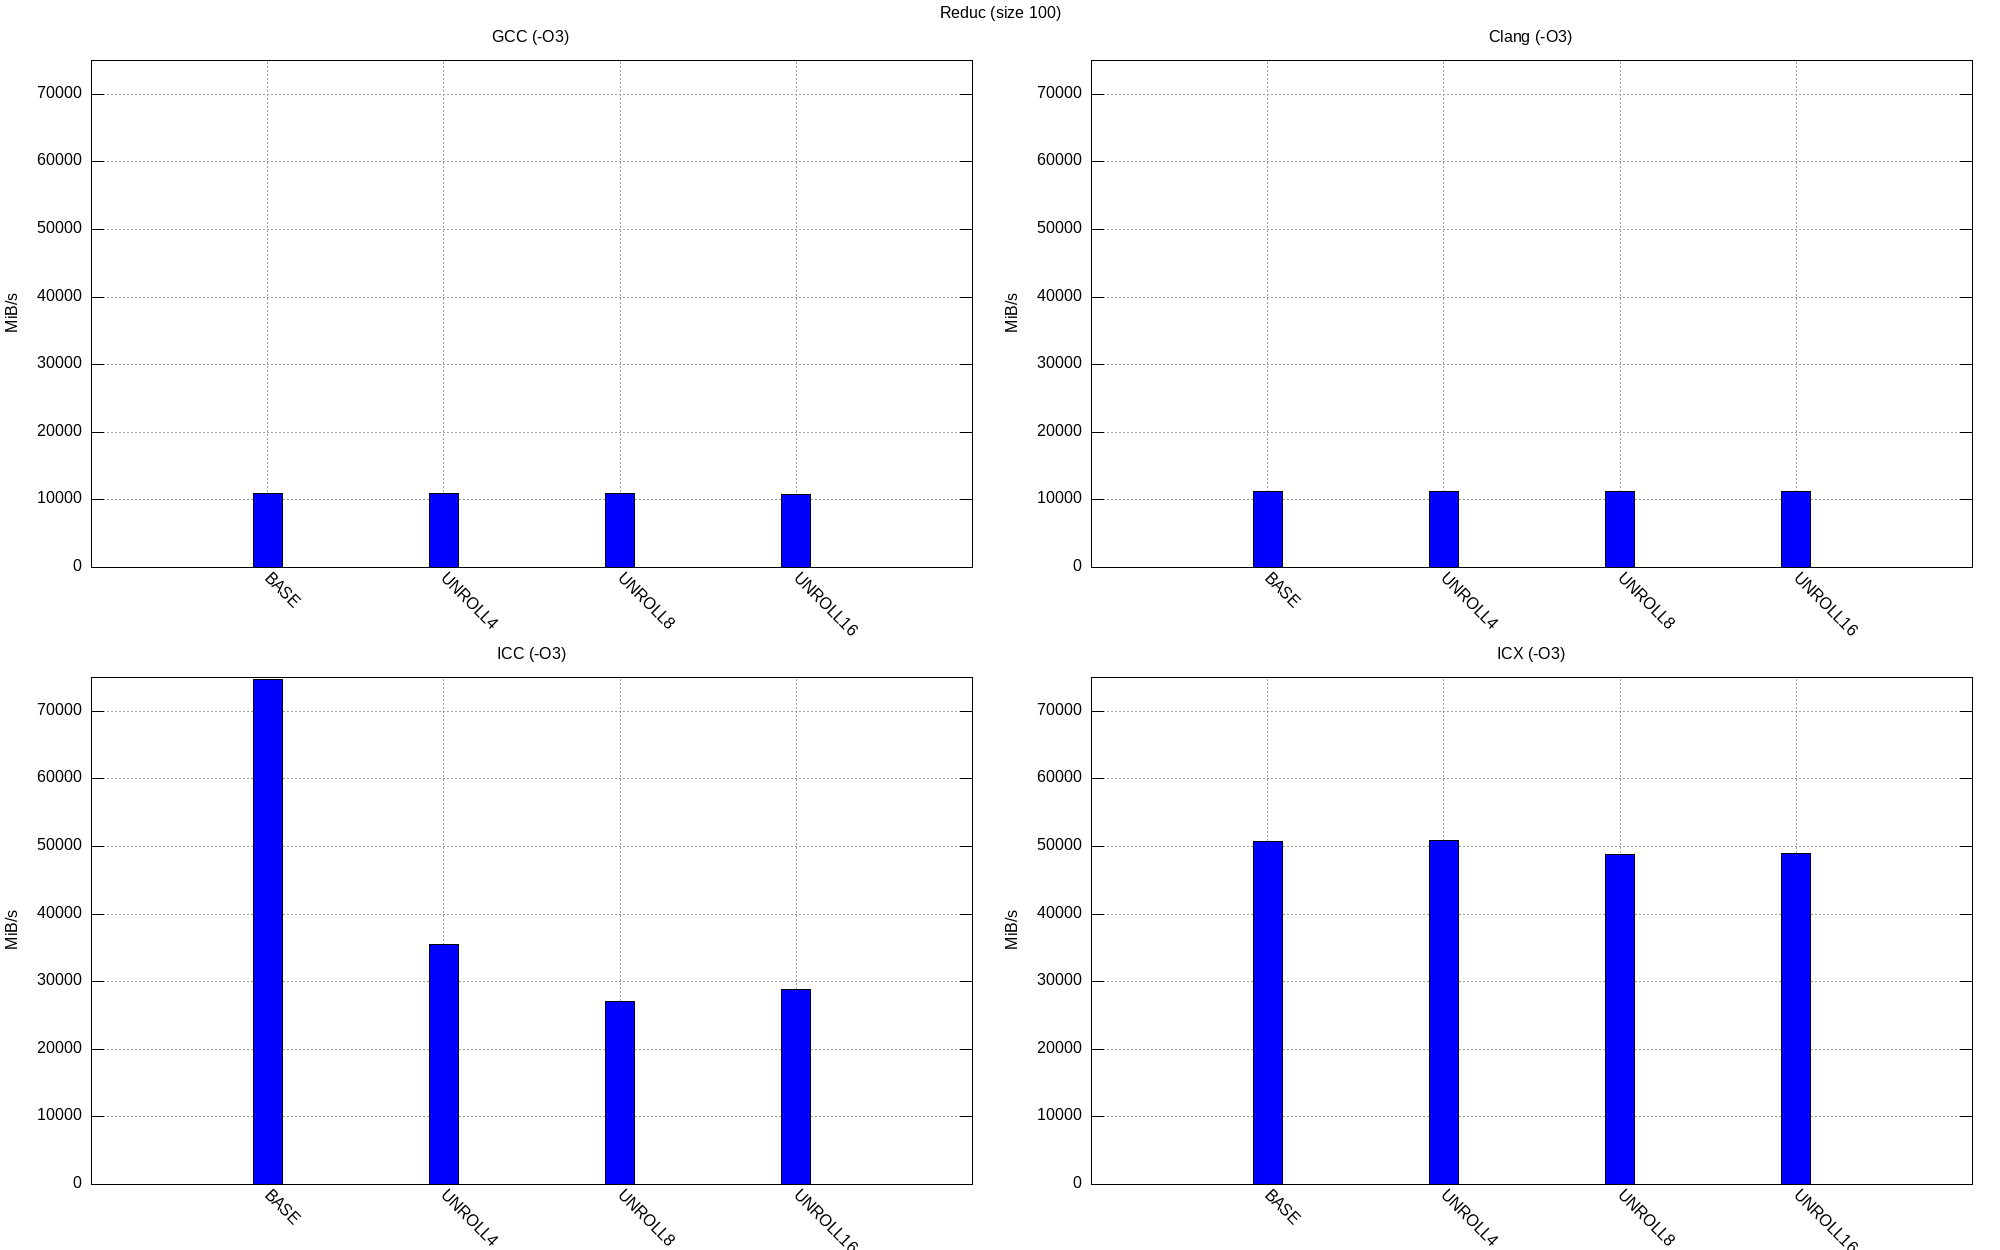 Reduc (size 100)
GCC (-O3)
70000
60000
50000
40000
30000
20000
10000
0
MiB/s
BASE
UNROLL4
UNROLL8
UNROLL16
Clang (-O3)
70000
60000
50000
40000
30000
20000
10000
0
MiB/s
BASE
UNROLL4
UNROLL8
UNROLL16
ICC (-O3)
70000
60000
50000
40000
30000
20000
10000
0
MiB/s
BASE
UNROLL4
UNROLL8
UNROLL16
ICX (-O3)
70000
60000
50000
40000
30000
20000
10000
0
MiB/s
BASE
UNROLL4
UNROLL8
UNROLL16